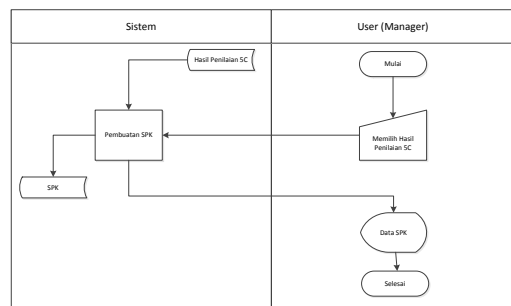 Sistem
User (Manager)
Hasil Penilaian 5C
Mulai
Pembuatan SPK
Memilih Hasil
Penilaian 5C
SPK
Data SPK
Selesai